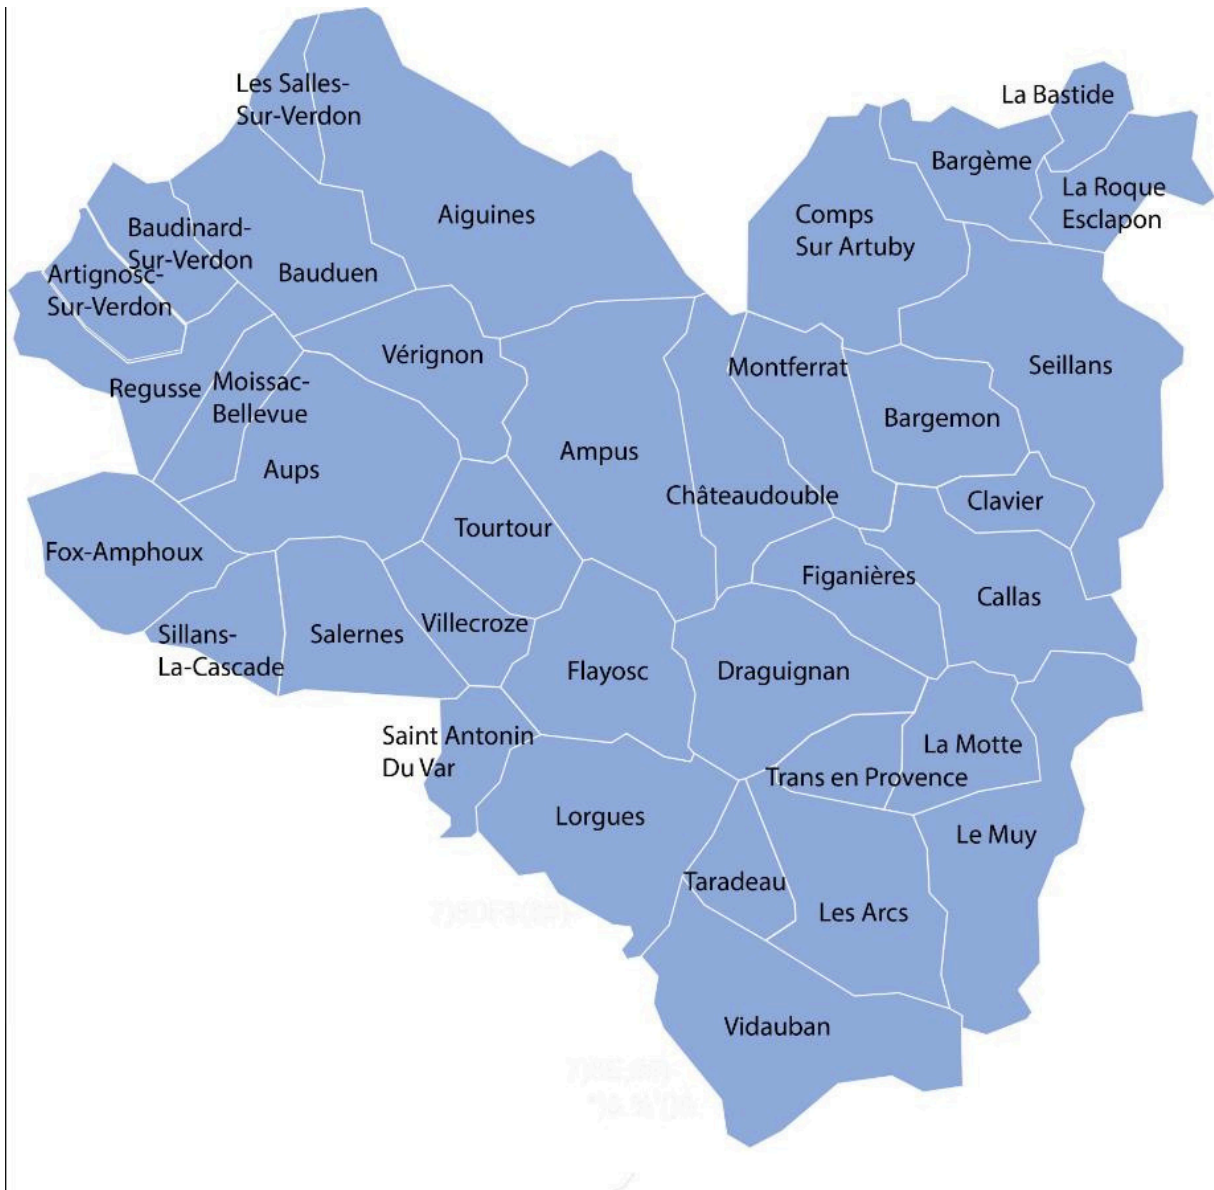 Les Salles-
Sur-Verdon
La Bastide
Bargème
La Roque
Esclapon
Aiguines
Comps
Sur Artuby
Baudinard-
Sur-Verdon
Artignosc-
Sur-Verdon
Bauduen
Vérignon
Montferrat
Seillans
Regusse
Moissac-
Bellevue
Bargemon
Ampus
Aups
Châteaudouble
Clavier
Tourtour
Fox-Amphoux
Figanières
Callas
Villecroze
Salernes
Sillans-
La-Cascade
Flayosc
Draguignan
Saint Antonin
Du Var
La Motte
Trans en Provence
Lorgues
Le Muy
Taradeau
Les Arcs
Vidauban